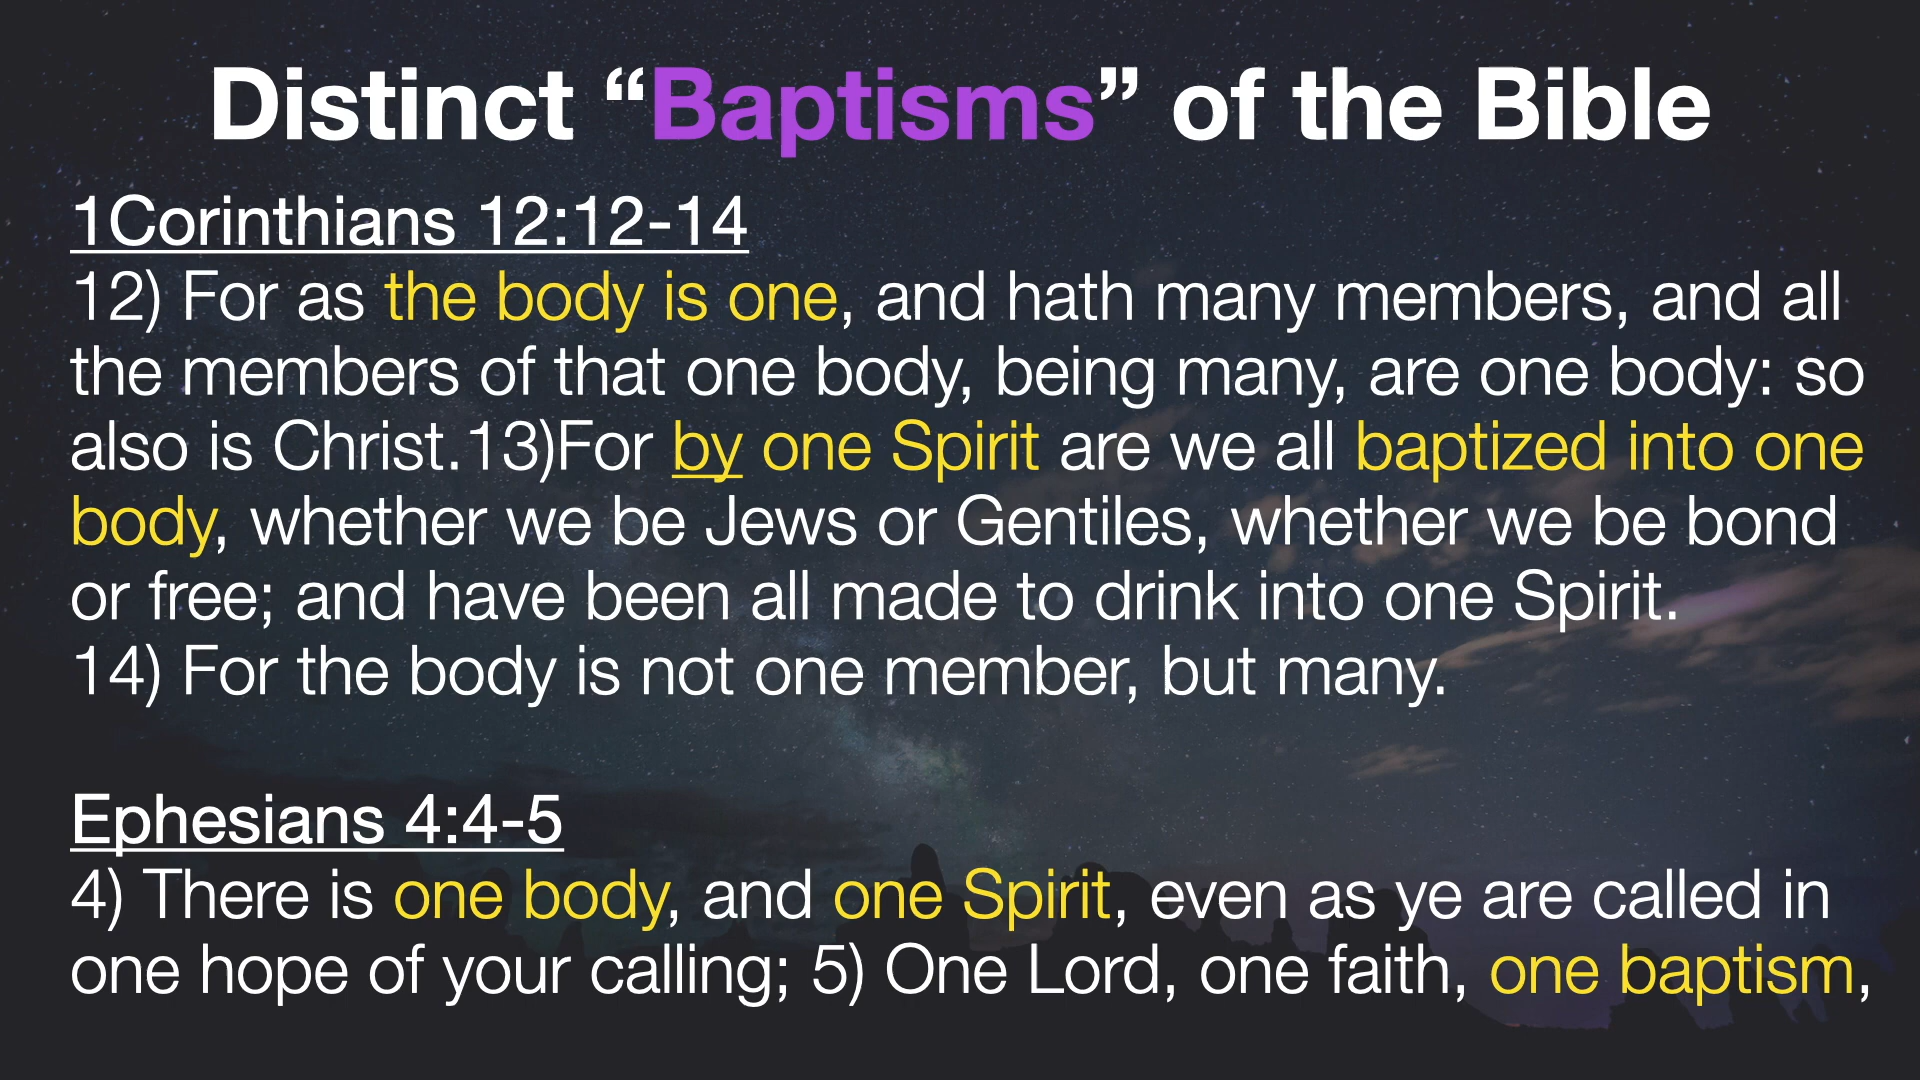 Distinct “Baptisms” of the Bible
1Corinthians 12:12-14
12) For as the body is one, and hath many members, and all
the members of that one body, being many, are one body: so
also is Christ.13)For by one Spirit are we all baptized into one
body, whether we be Jews or Gentiles, whether we be bond
or free; and have been all made to drink into one Spirit.
14) For the body is not one member, but many.
Ephesians 4:4-5
4) There is one body, and one Spirit, even as ye are called in
one hope of your calling; 5) One Lord, one faith, one baptism,